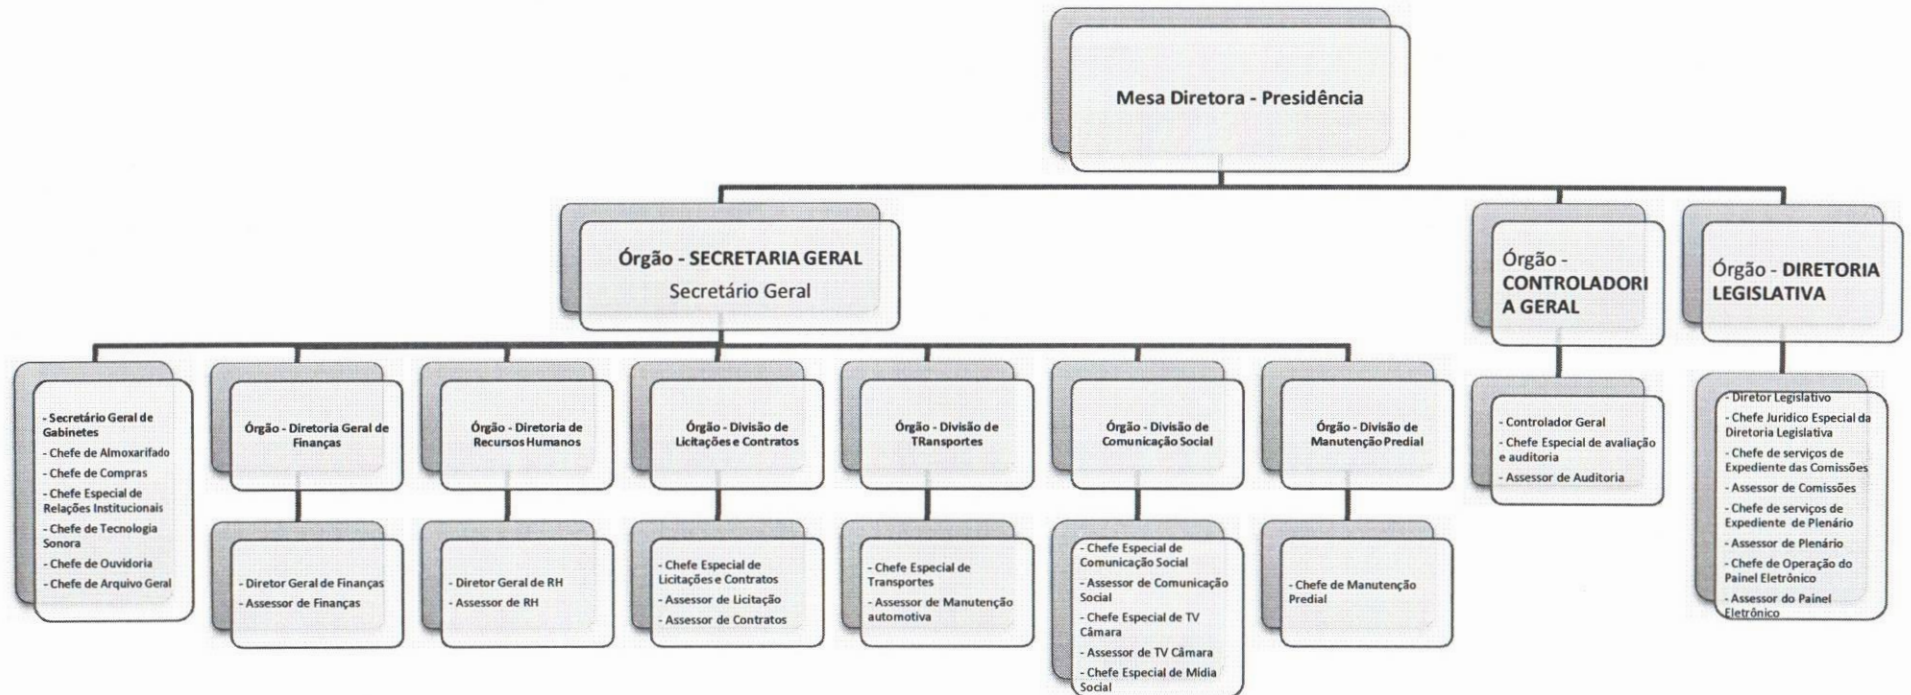 Mesa Diretora - Presidência
Órgão - SECRETARIA GERAL
Secretário Geral
Órgão -
CONTROLADORI
A GERAL
Órgão - DIRETORIA
LEGISLATIVA
- Secretário Geral de
Gabinetes
- Chefe de Almoxarifado
- Chefe de Compras
- Chefe Especial de
Relações Institucionais
- Chefe de Tecnologia
Sonora
- Chefe de Ouvidoria
- Chefe de Arquivo Geral
Órgão - Diretoria Geral de
Finanças
Órgão - Diretoria de
Recursos Humanos
Órgão - Divisão de
Licitações e Contratos
Órgão - Divisão de
TRansportes
Órgão - Divisão de
Comunicação Social
Órgão - Divisão de
Manutenção Predial
- Controlador Geral
- Chefe Especial de avaliação
e auditoria
- Assessor de Auditoria
- Diretor Legislativo
- Chefe Juridico Especial da
Diretoria Legislativa
- Chefe de serviços de
Expediente das Comissões
- Assessor de Comissões
- Chefe de serviços de
Expediente de Plenário
- Assessor de Plenário
- Chefe de Operação do
Painel Eletrônico
- Assessor do Painel
Eletrônico
- Diretor Geral de Finanças
- Assessor de Finanças
- Diretor Geral de RH
- Assessor de RH
- Chefe Especial de
Licitações e Contratos
- Assessor de Licitação
- Assessor de Contratos
- Chefe Especial de
Transportes
- Assessor de Manutenção
automotiva
- Chefe Especial de
Comunicação Social
- Assessor de Comunicação
Social
- Chefe Especial de TV
Câmara
- Assessor de TV Câmara
- Chefe Especial de Midia
Social
- Chefe de Manutenção
Predial